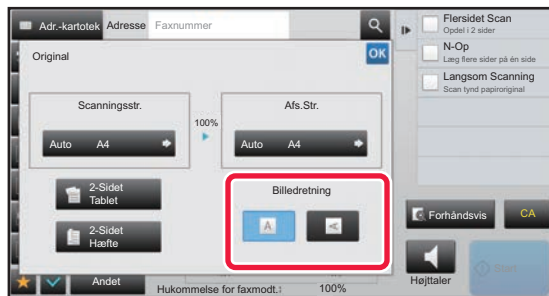 Adr.-kartotek Adresse Faxnummer
Original
OK
Scanningsstr.
100%
Afs.Str.
Auto A4
Auto A4
2-Sidet
Tablet
2-Sidet
Hæfte
Billedretning
A
A
Flersidet Scan
Opdel i 2 sider
N-Op
Læg flere sider på én side
Langsom Scanning
Scan tynd papiroriginal
Forhåndsvis
CA
Højttaler
Start
Andet
Hukommelse for faxmodt.: 100%